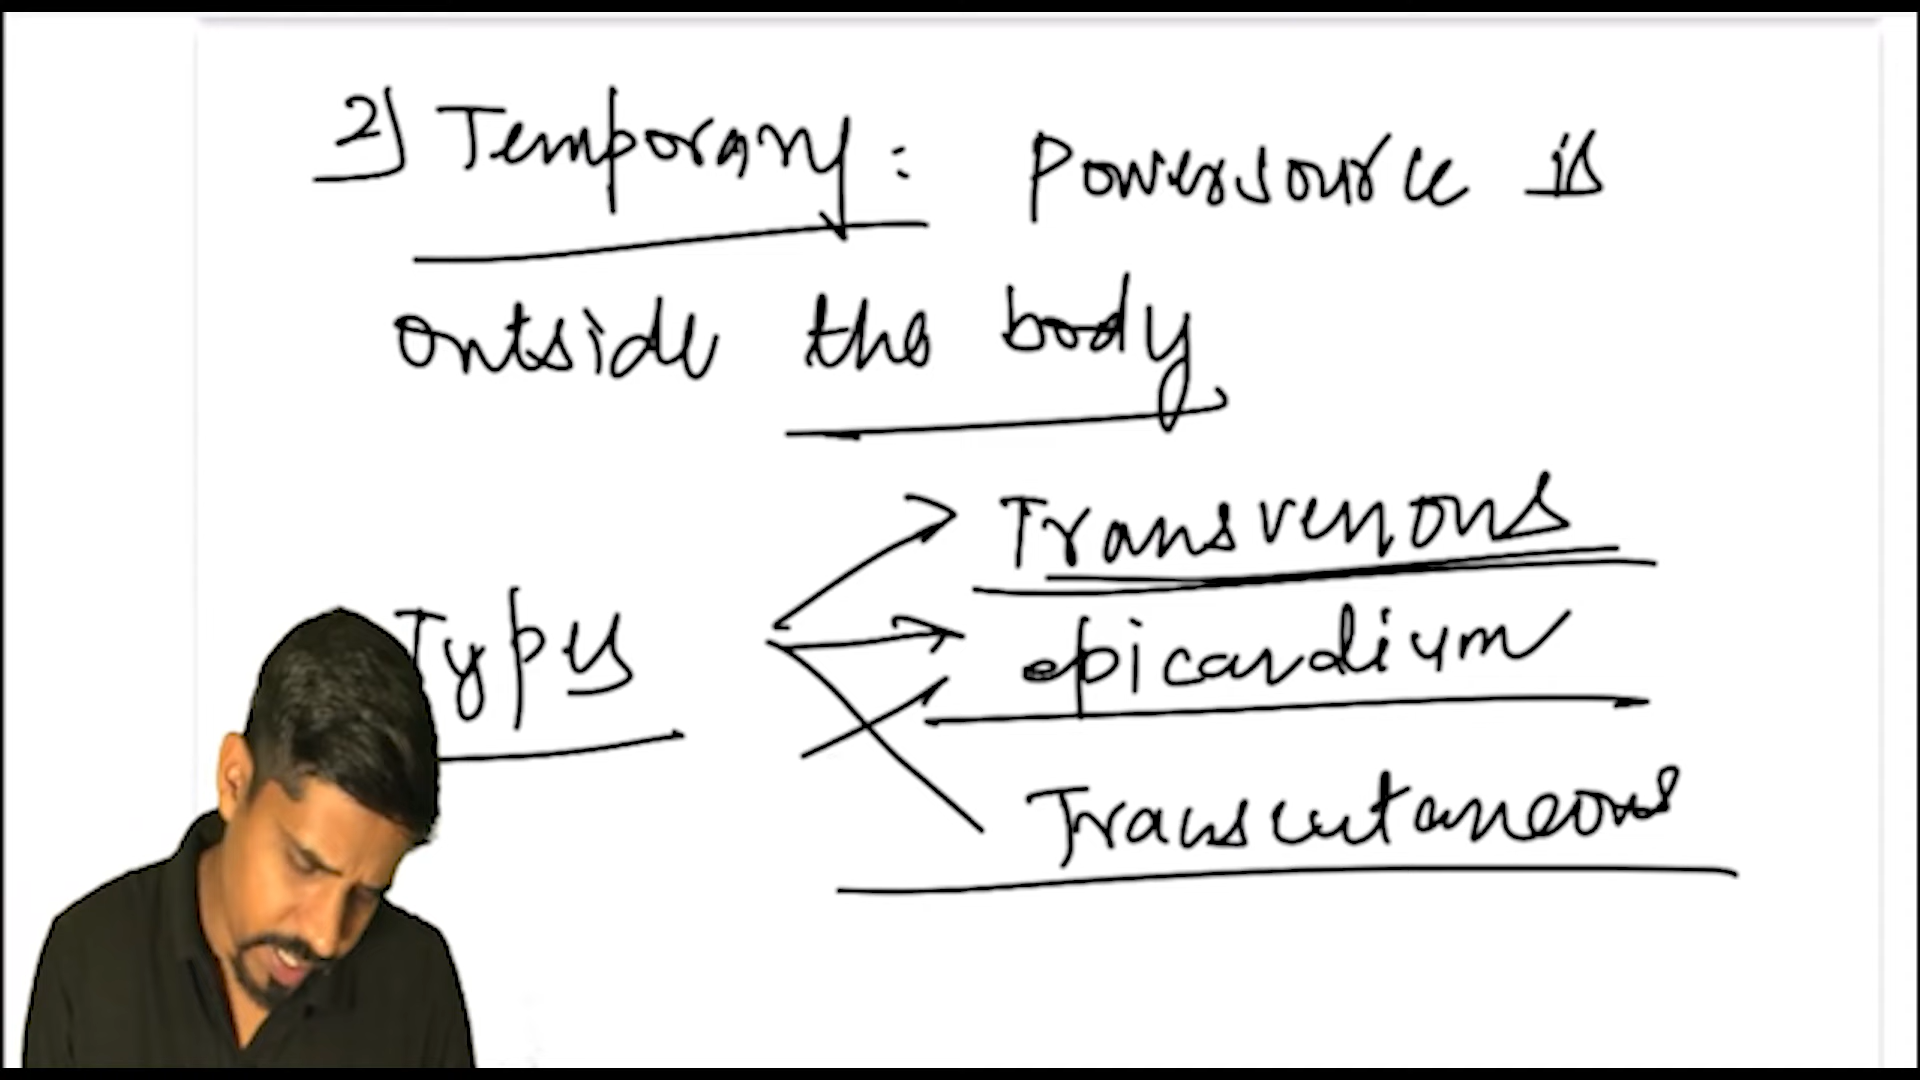 2) Temporary: Powersource is
outside the body
Types
Transvenous
epicardium
Transcutaneous